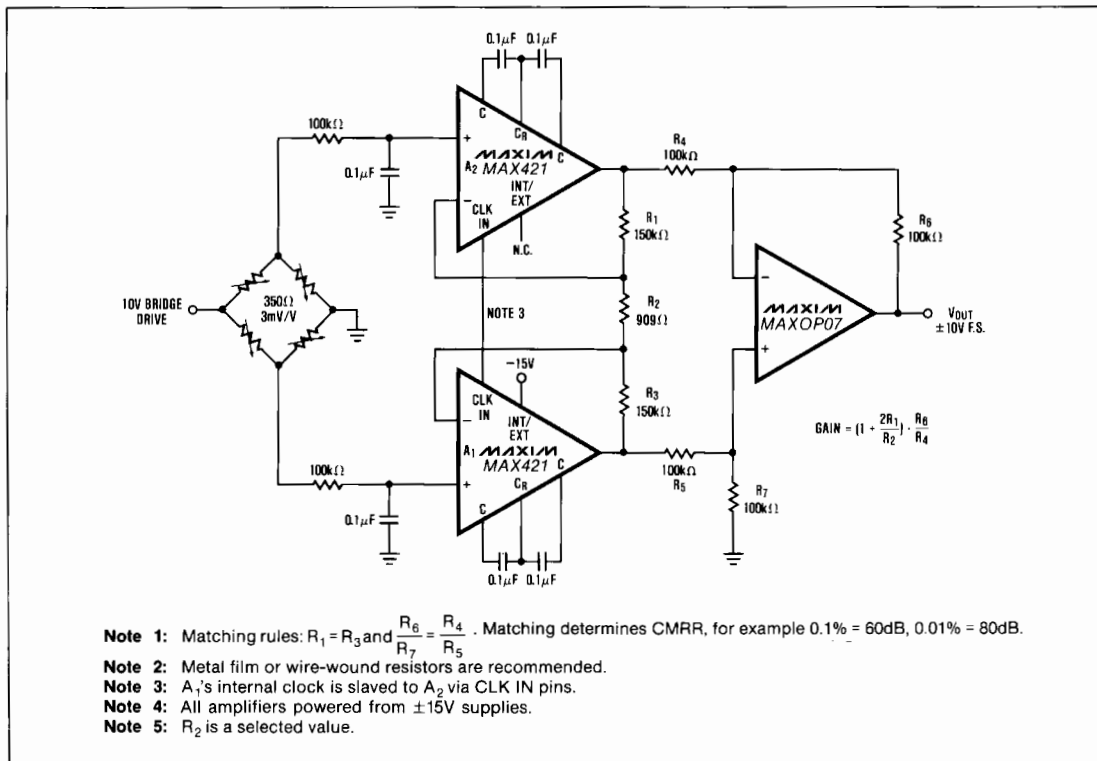 0.1µF 0.1µF
C
C_R
C
100kΩ
0.1µF
+
A₂ MAXIM
MAX421
INT/
EXT
−
CLK
IN
N.C.
R₄
100kΩ
R₁
150kΩ
R₆
100kΩ
10V BRIDGE
DRIVE
350Ω
3mV/V
NOTE 3
R₂
909Ω
−
MAXIM
MAXOP07
+
V_OUT
±10V F.S.
−15V
CLK
IN
−
INT/
EXT
A₁ MAXIM
MAX421
C
C_R
C
+
R₃
150kΩ
100kΩ
R₅
R₇
100kΩ
GAIN = (1 + 2R₁/R₂) · R₆/R₄
100kΩ
0.1µF
0.1µF 0.1µF
Note 1: Matching rules: R₁ = R₃ and R₆/R₇ = R₄/R₅ . Matching determines CMRR, for example 0.1% = 60dB, 0.01% = 80dB.
Note 2: Metal film or wire-wound resistors are recommended.
Note 3: A₁'s internal clock is slaved to A₂ via CLK IN pins.
Note 4: All amplifiers powered from ±15V supplies.
Note 5: R₂ is a selected value.